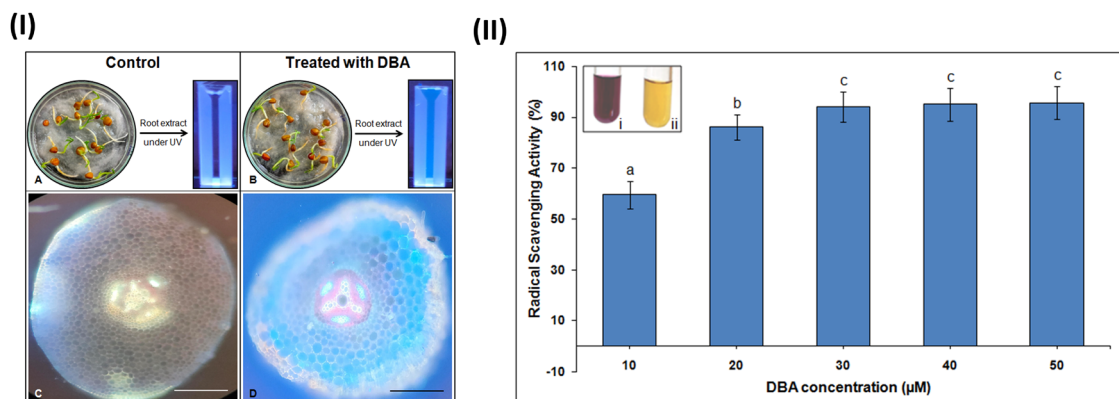 (I)
Control
Treated with DBA
Root extract
under UV
A
Root extract
under UV
B
C
D
(II)
Radical Scavenging Activity (%)
110
90
70
50
30
10
-10
i
ii
a
b
c
c
c
10
20
30
40
50
DBA concentration (µM)